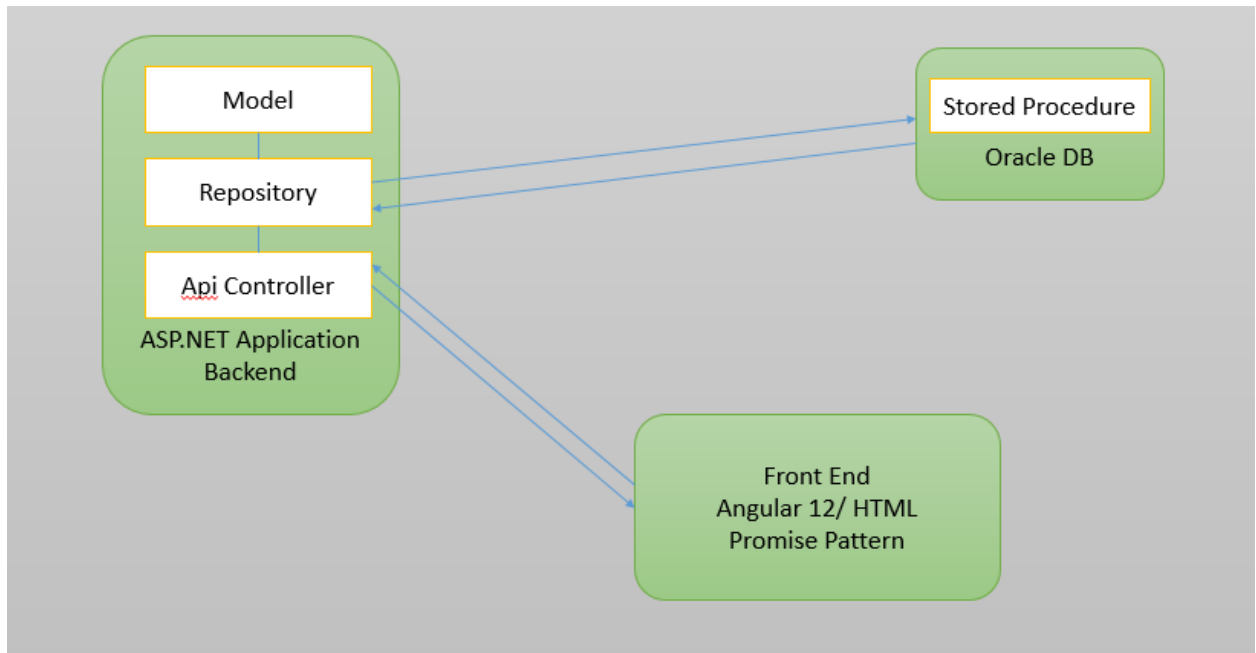 Model
Repository
Api Controller
ASP.NET Application
Backend
Stored Procedure
Oracle DB
Front End
Angular 12/ HTML
Promise Pattern